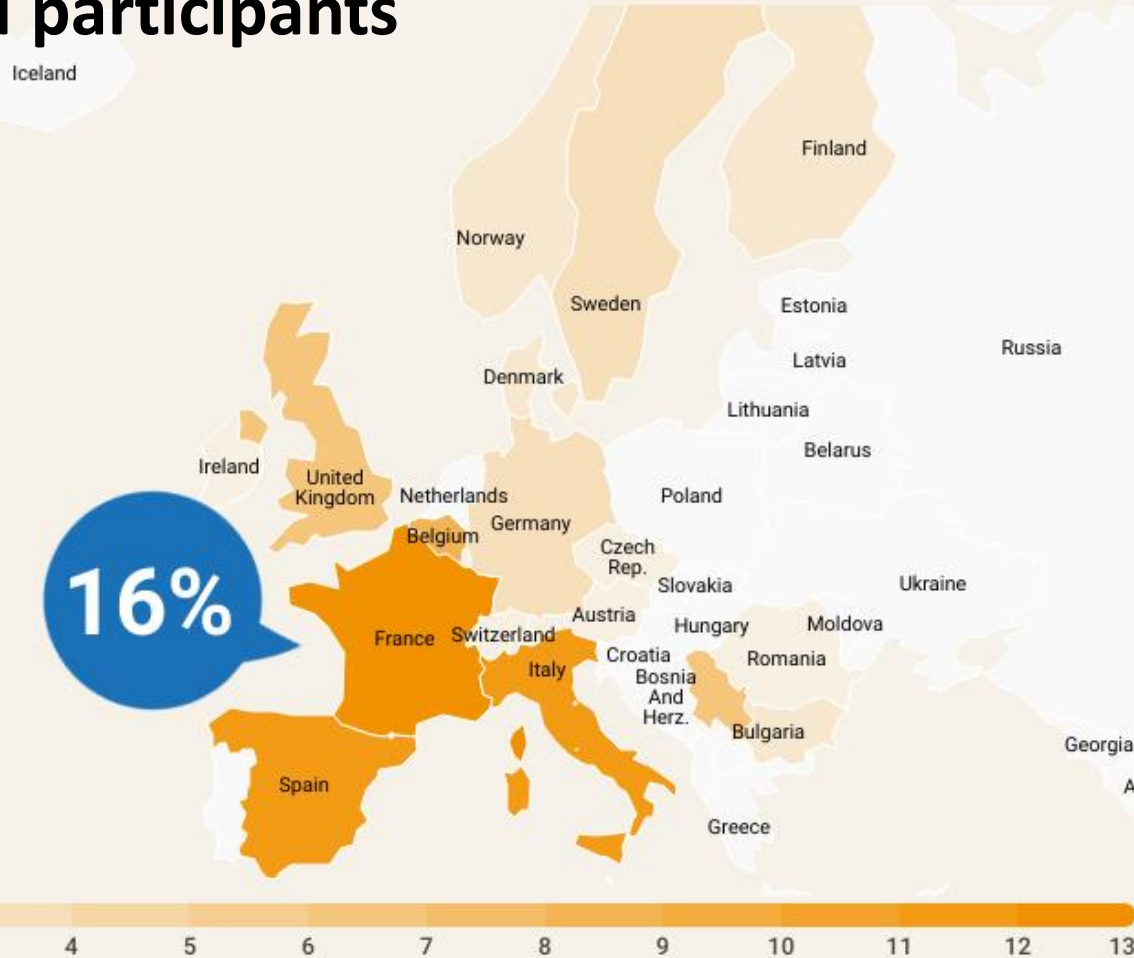 participants
Iceland
Finland
Norway
Sweden
Estonia
Russia
Latvia
Denmark
Lithuania
Belarus
Ireland
United
Kingdom
Netherlands
Poland
Germany
Belgium
Czech
Rep.
16%
Slovakia
Ukraine
Austria
Hungary
Moldova
France
Switzerland
Croatia
Romania
Italy
Bosnia
And
Herz.
Bulgaria
Georgia
Spain
A
Greece
4 5 6 7 8 9 10 11 12 13